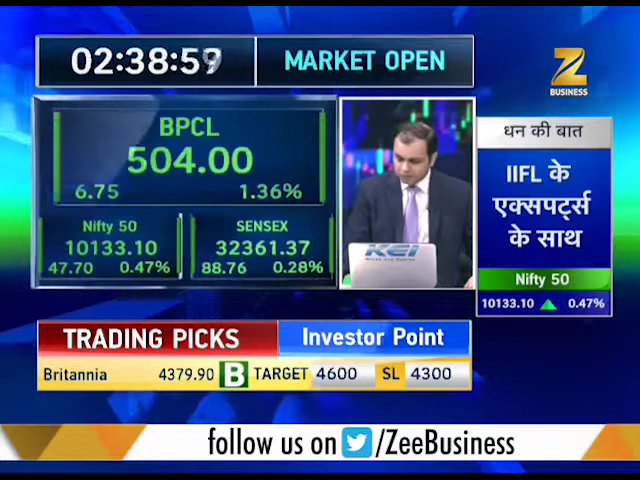 02:38:59
MARKET OPEN
Z
BUSINESS
BPCL
504.00
6.75 1.36%
Nifty 50
10133.10
47.70 0.47%
SENSEX
32361.37
88.76 0.28%
KEI
धन की बात
IIFL के
एक्सपर्ट्स
के साथ
Nifty 50
10133.10 0.47%
TRADING PICKS
Investor Point
Britannia 4379.90 B TARGET 4600 SL 4300
follow us on /ZeeBusiness